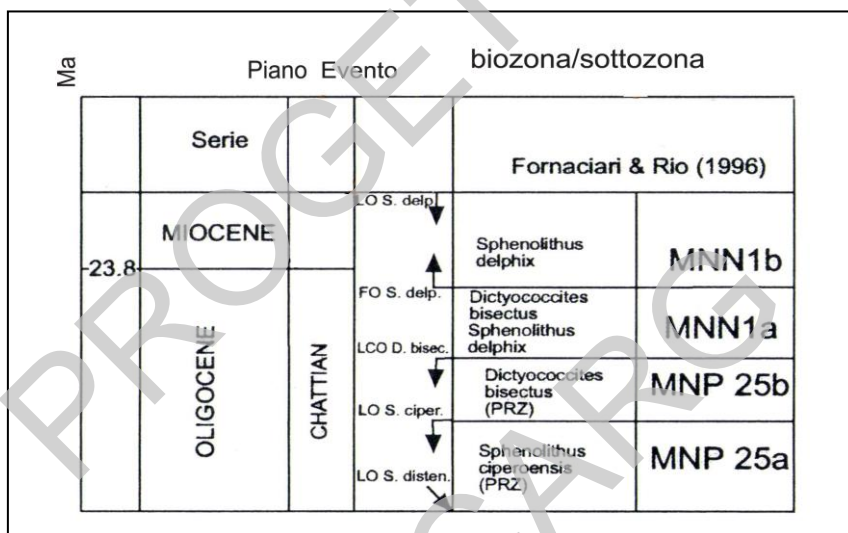 Ma
Piano Evento
biozona/sottozona
Serie
Fornaciari & Rio (1996)
LO S. delp.
MIOCENE
Sphenolithus
delphix
MNN1b
23.8
FO S. delp.
Dictyococcites
bisectus
Sphenolithus
delphix
MNN1a
LCO D. bisec.
OLIGOCENE
CHATTIAN
Dictyococcites
bisectus
(PRZ)
MNP 25b
LO S. ciper.
Sphenolithus
ciperoensis
(PRZ)
MNP 25a
LO S. disten.
PROGET
CARG